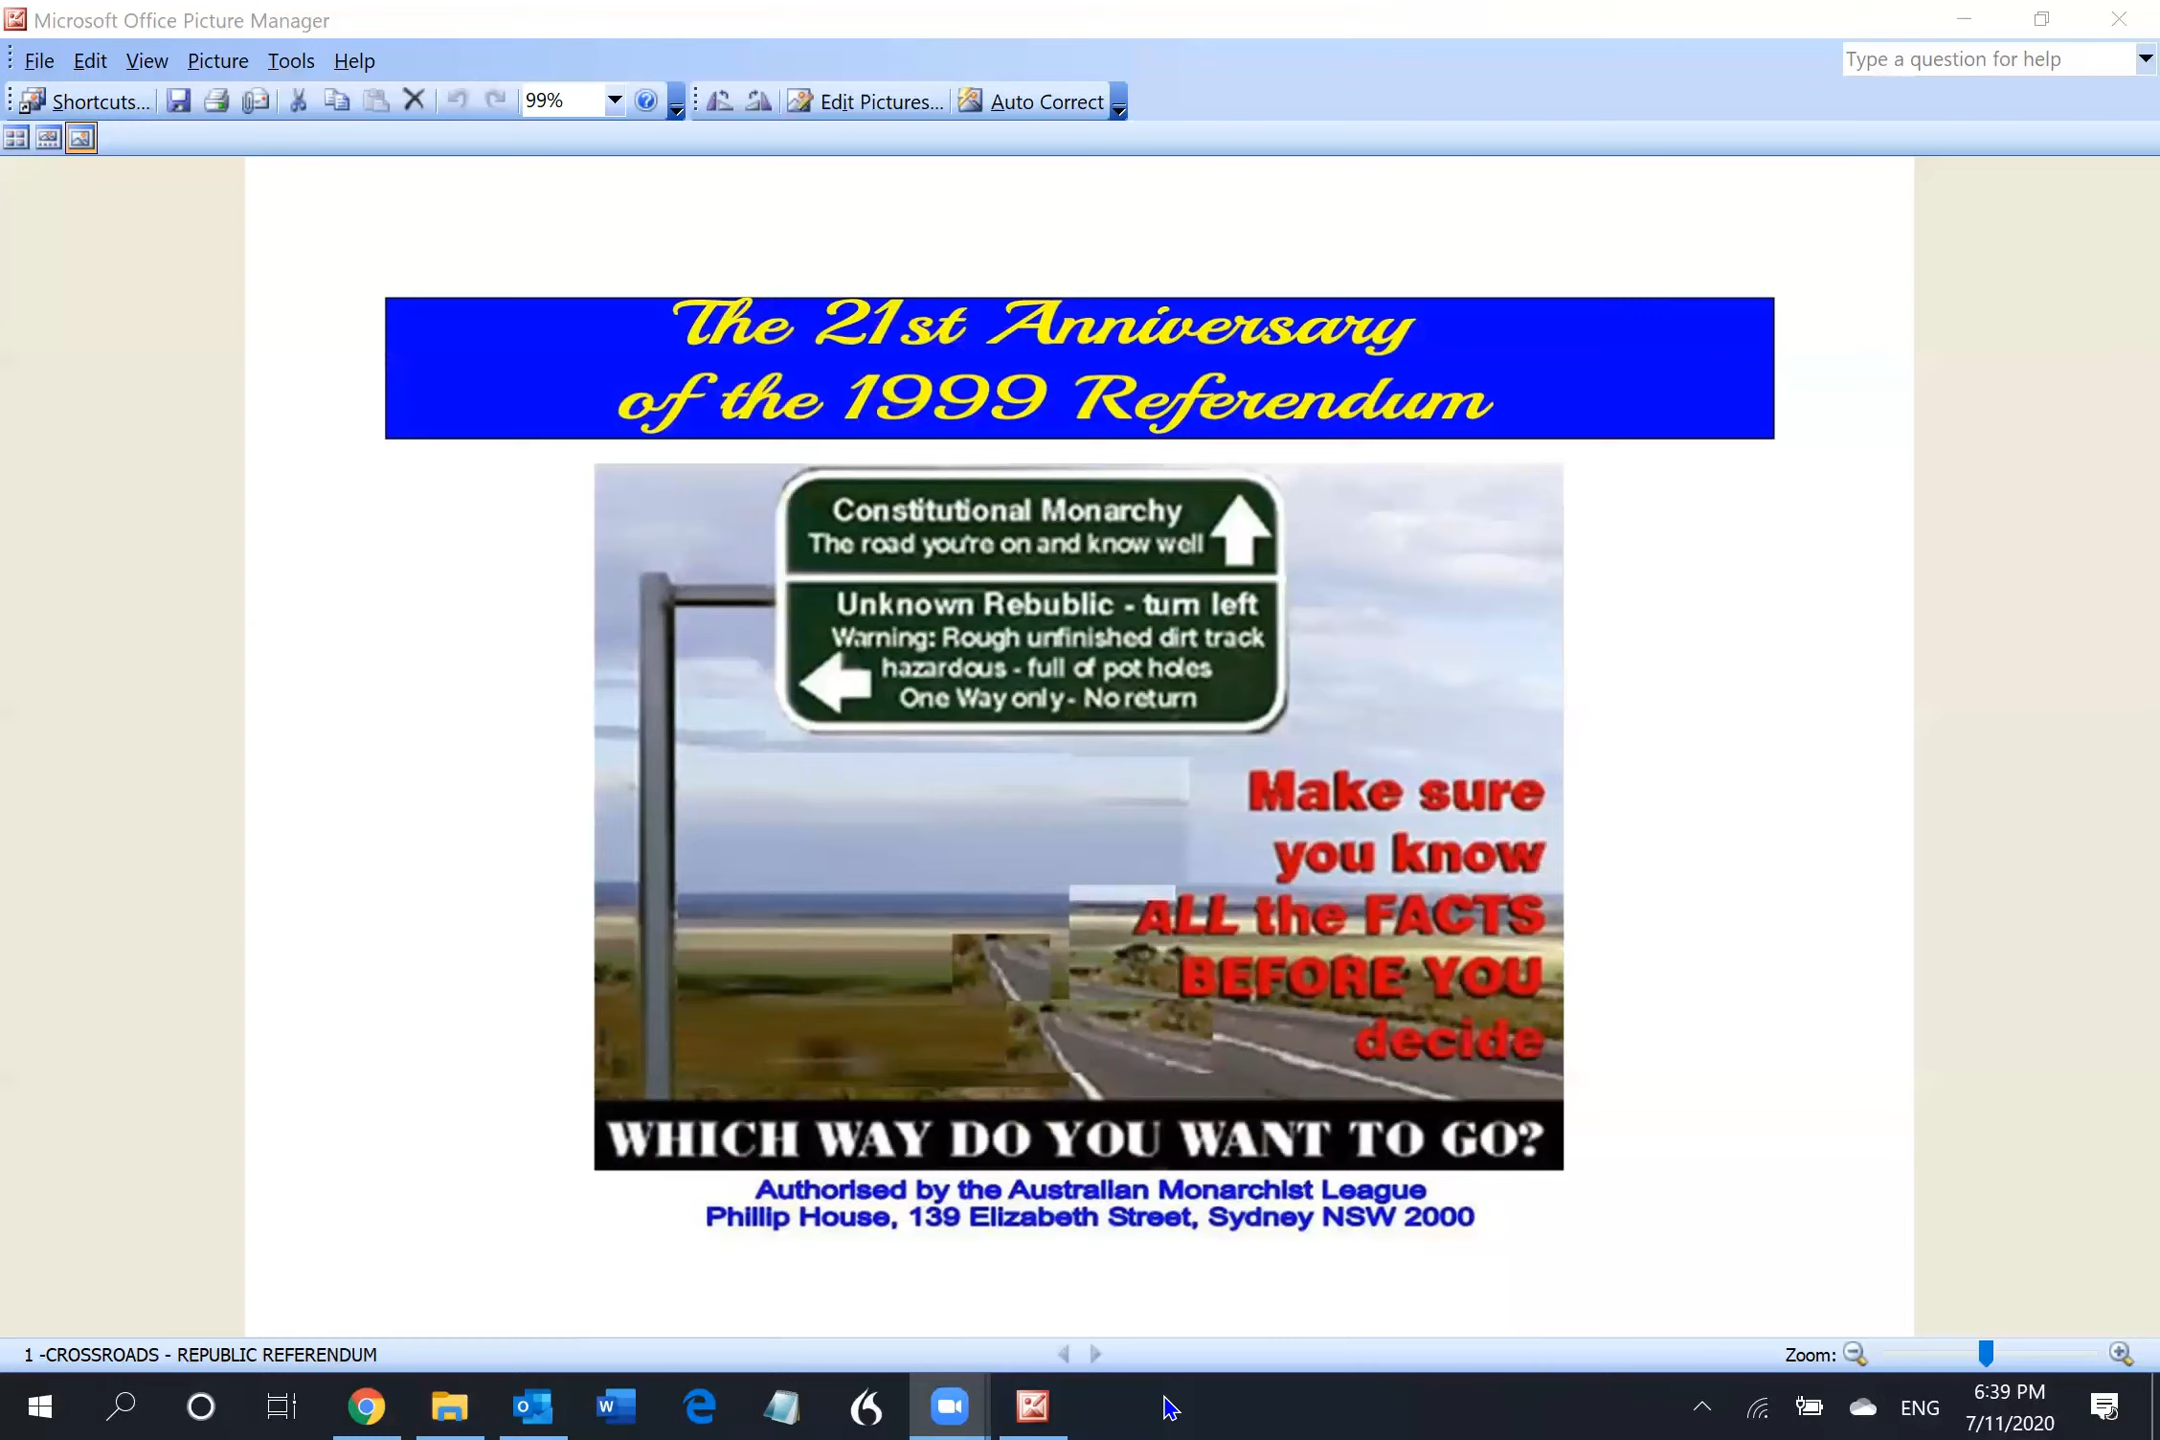 Microsoft Office Picture Manager
File Edit View Picture Tools Help
Type a question for help
Shortcuts... 99% Edit Pictures... Auto Correct
The 21st Anniversary
of the 1999 Referendum
Constitutional Monarchy
The road you're on and know well
Unknown Rebublic - turn left
Warning: Rough unfinished dirt track
hazardous - full of pot holes
One Way only - No return
Make sure
you know
ALL the FACTS
BEFORE YOU
decide
WHICH WAY DO YOU WANT TO GO?
Authorised by the Australian Monarchist League
Phillip House, 139 Elizabeth Street, Sydney NSW 2000
1 -CROSSROADS - REPUBLIC REFERENDUM
Zoom:
ENG
6:39 PM
7/11/2020